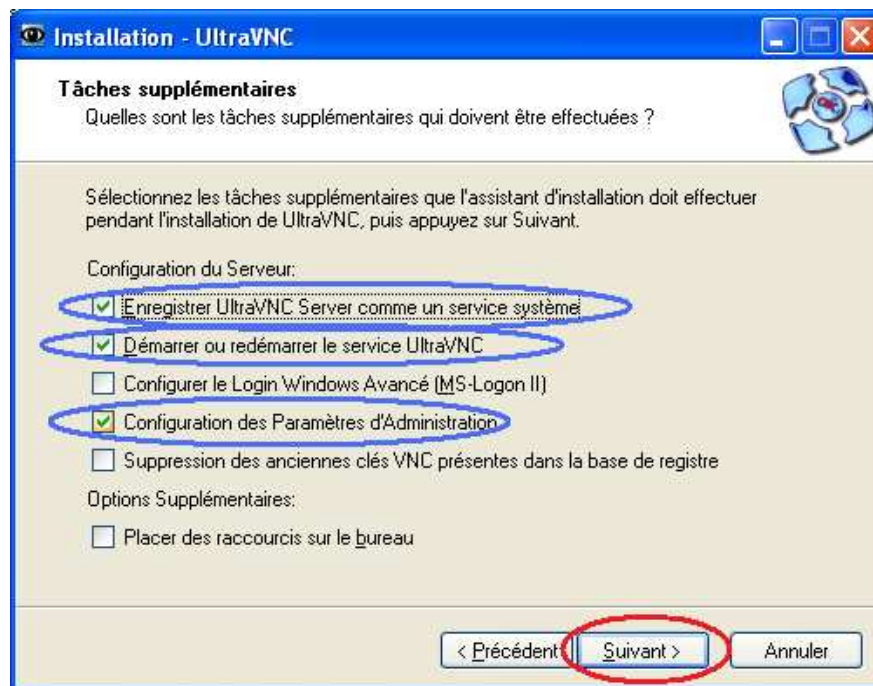 Installation - UltraVNC
Tâches supplémentaires
Quelles sont les tâches supplémentaires qui doivent être effectuées ?
Sélectionnez les tâches supplémentaires que l'assistant d'installation doit effectuer
pendant l'installation de UltraVNC, puis appuyez sur Suivant.
Configuration du Serveur:
Enregistrer UltraVNC Server comme un service système
Démarrer ou redémarrer le service UltraVNC
Configurer le Login Windows Avancé (MS-Logon II)
Configuration des Paramètres d'Administration
Suppression des anciennes clés VNC présentes dans la base de registre
Options Supplémentaires:
Placer des raccourcis sur le bureau
< Précédent Suivant > Annuler